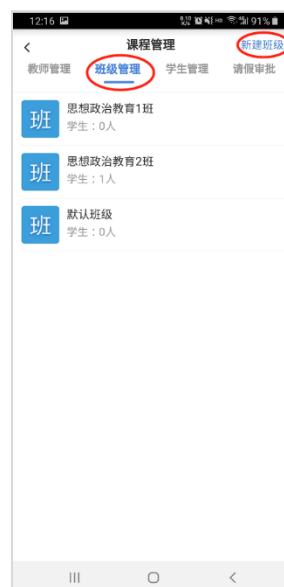 12:16 91%
课程管理 新建班级
教师管理 班级管理 学生管理 请假审批
班 思想政治教育1班
学生：0人
班 思想政治教育2班
学生：1人
班 默认班级
学生：0人